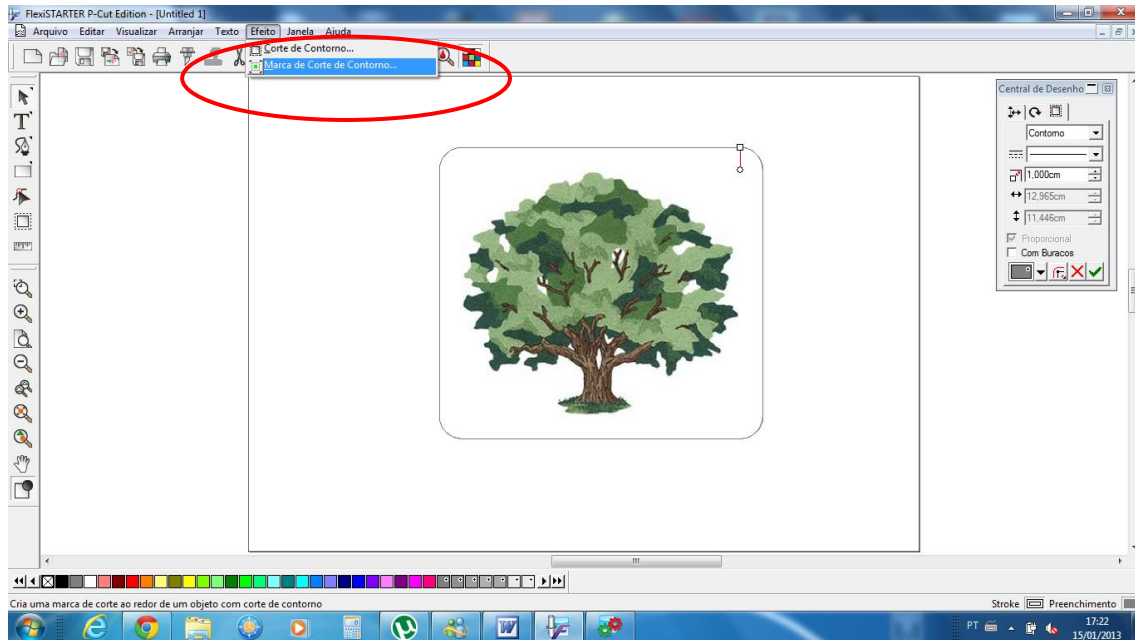 FlexiSTARTER P-Cut Edition - [Untitled 1]
Arquivo Editar Visualizar Arranjar Texto Efeito Janela Ajuda
Corte de Contorno...
Marca de Corte de Contorno...
Central de Desenho
Contorno
1,000cm
12,965cm
11,446cm
Proporcional
Com Buracos
Cria uma marca de corte ao redor de um objeto com corte de contorno
Stroke Preenchimento
PT
17:22
15/01/2013